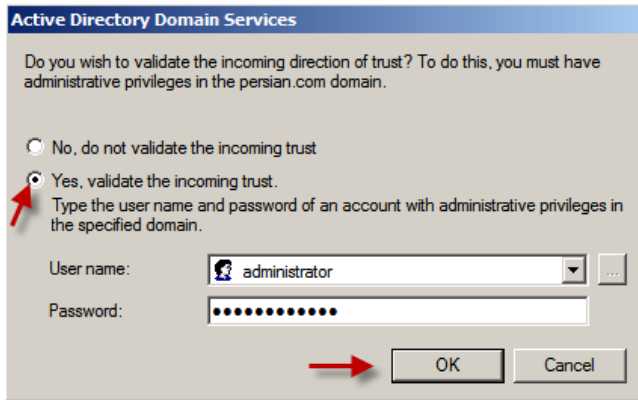 Active Directory Domain Services
Do you wish to validate the incoming direction of trust? To do this, you must have
administrative privileges in the persian.com domain.
No, do not validate the incoming trust
Yes, validate the incoming trust.
Type the user name and password of an account with administrative privileges in
the specified domain.
User name:
administrator
...
Password:
●●●●●●●●●●●●
OK
Cancel